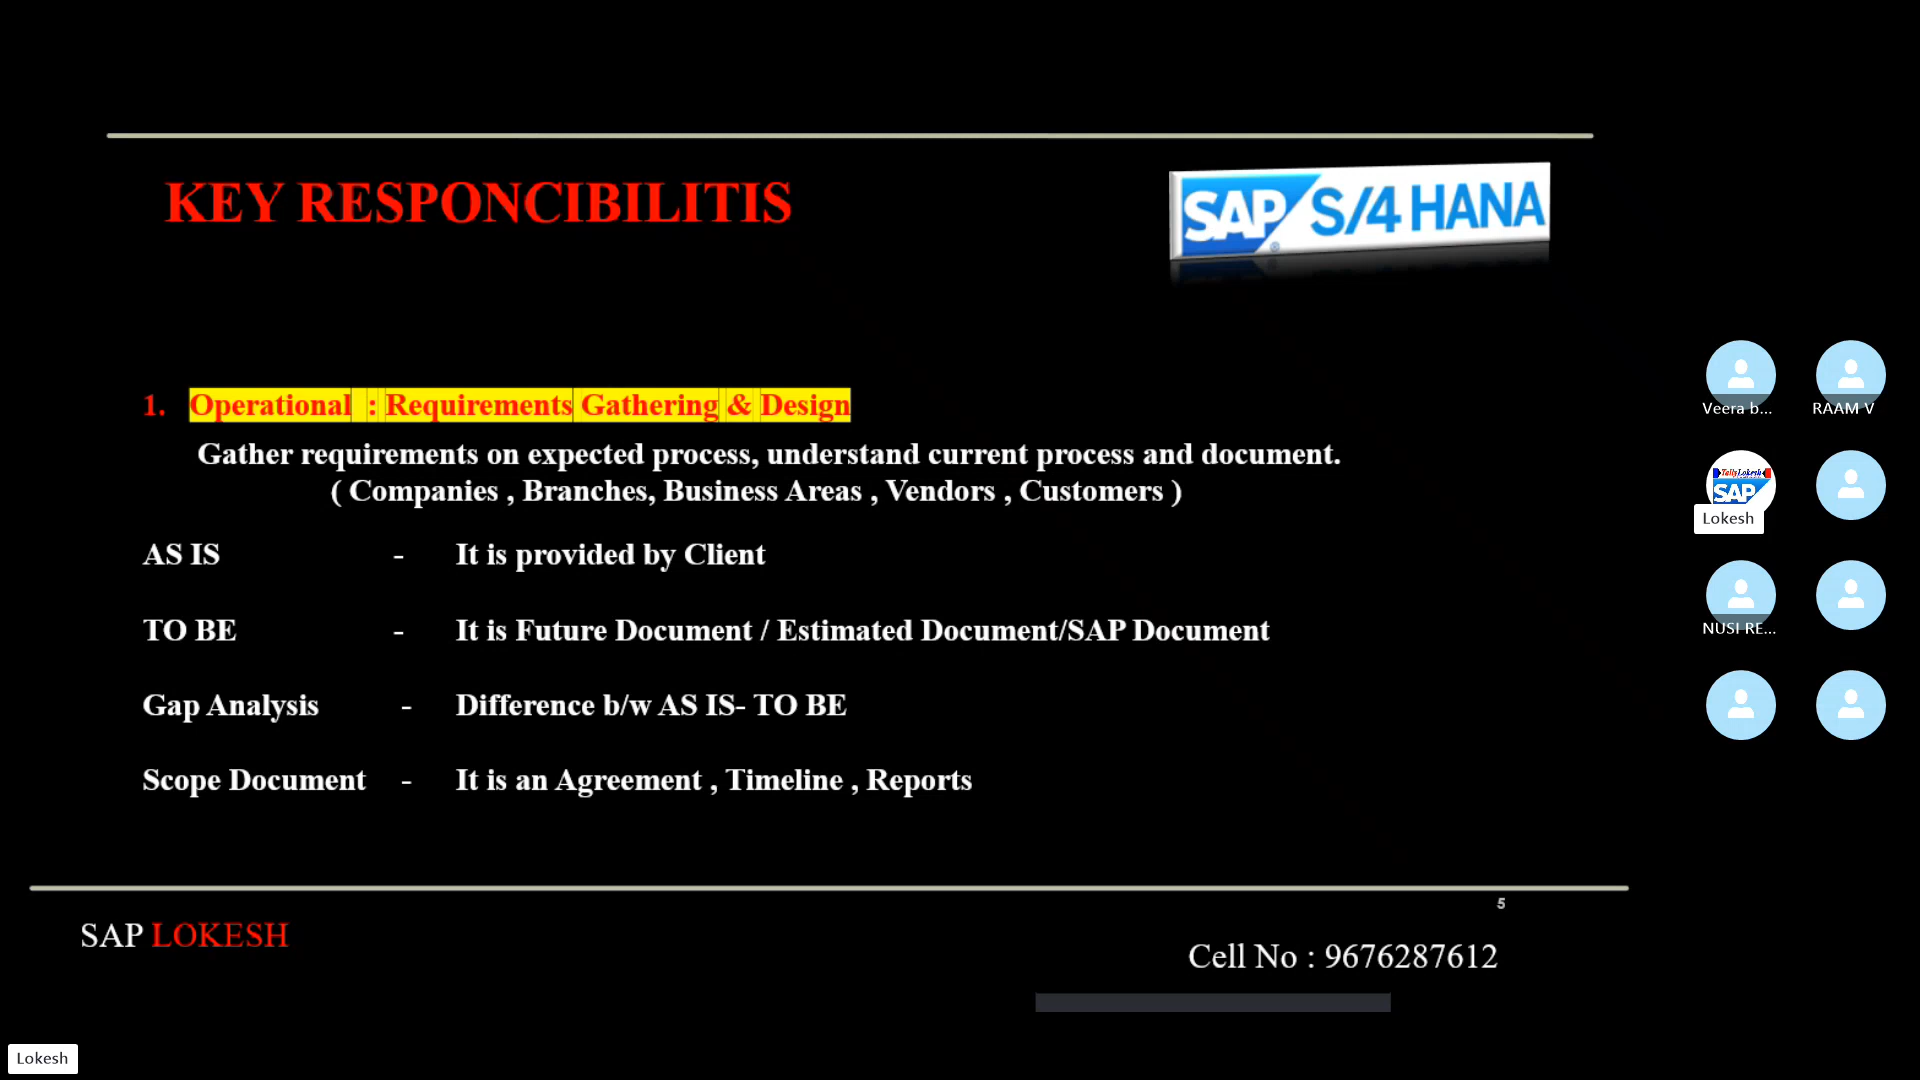 KEY RESPONCIBILITIS
SAP S/4 HANA
1. Operational : Requirements Gathering & Design
Gather requirements on expected process, understand current process and document.
( Companies , Branches, Business Areas , Vendors , Customers )
AS IS - It is provided by Client
TO BE - It is Future Document / Estimated Document/SAP Document
Gap Analysis - Difference b/w AS IS- TO BE
Scope Document - It is an Agreement , Timeline , Reports
5
SAP LOKESH
Cell No : 9676287612
Lokesh
Veera b...
RAAM V
Tally Lokesh
SAP
Lokesh
NUSI RE...